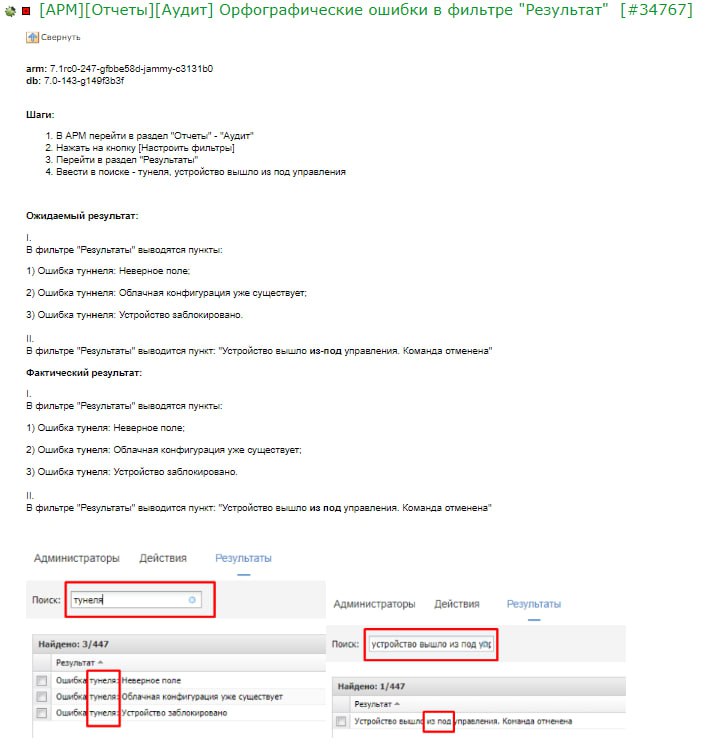 [АРМ][Отчеты][Аудит] Орфографические ошибки в фильтре "Результат" [#34767]
Свернуть
arm: 7.1rc0-247-gfbbe58d-jammy-c3131b0
db: 7.0-143-g149f3b3f
Шаги:
1. В АРМ перейти в раздел "Отчеты" - "Аудит"
2. Нажать на кнопку [Настроить фильтры]
3. Перейти в раздел "Результаты"
4. Ввести в поиске - тунеля, устройство вышло из под управления
Ожидаемый результат:
I.
В фильтре "Результаты" выводятся пункты:
1) Ошибка туннеля: Неверное поле;
2) Ошибка туннеля: Облачная конфигурация уже существует;
3) Ошибка туннеля: Устройство заблокировано.
II.
В фильтре "Результаты" выводится пункт: "Устройство вышло из-под управления. Команда отменена"
Фактический результат:
I.
В фильтре "Результаты" выводятся пункты:
1) Ошибка тунеля: Неверное поле;
2) Ошибка тунеля: Облачная конфигурация уже существует;
3) Ошибка тунеля: Устройство заблокировано.
II.
В фильтре "Результаты" выводится пункт: "Устройство вышло из под управления. Команда отменена"
Администраторы Действия Результаты
Поиск: тунеля
Найдено: 3/447
Результат
Ошибка тунеля: Неверное поле
Ошибка тунеля: Облачная конфигурация уже существует
Ошибка тунеля: Устройство заблокировано
Администраторы Действия Результаты
Поиск: устройство вышло из под упр
Найдено: 1/447
Результат
Устройство вышло из под управления. Команда отменена